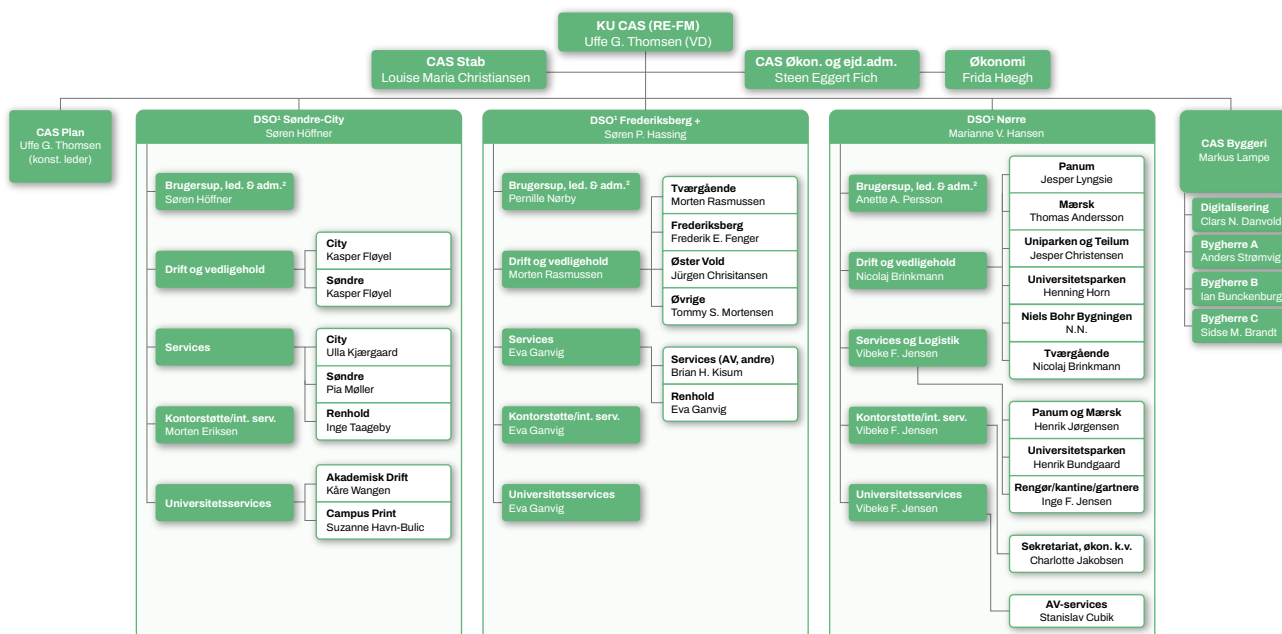 KU CAS (RE-FM)
Uffe G. Thomsen (VD)
CAS Stab
Louise Maria Christiansen
CAS Økon. og ejd.adm.
Steen Eggert Fich
Økonomi
Frida Høegh
CAS Plan
Uffe G. Thomsen
(konst. leder)
DSO¹ Søndre-City
Søren Höffner
Brugersup, led. & adm.²
Søren Höffner
Drift og vedligehold
City
Kasper Fløyel
Søndre
Kasper Fløyel
Services
City
Ulla Kjærgaard
Søndre
Pia Møller
Renhold
Inge Taageby
Kontorstøtte/int. serv.
Morten Eriksen
Universitetsservices
Akademisk Drift
Kåre Wangen
Campus Print
Suzanne Havn-Bulic
DSO¹ Frederiksberg +
Søren P. Hassing
Brugersup, led. & adm.²
Pernille Nørby
Drift og vedligehold
Morten Rasmussen
Tværgående
Morten Rasmussen
Frederiksberg
Frederik E. Fenger
Øster Vold
Jürgen Chrisitansen
Øvrige
Tommy S. Mortensen
Services
Eva Ganvig
Services (AV, andre)
Brian H. Kisum
Renhold
Eva Ganvig
Kontorstøtte/int. serv.
Eva Ganvig
Universitetsservices
Eva Ganvig
DSO¹ Nørre
Marianne V. Hansen
Brugersup, led. & adm.²
Anette A. Persson
Drift og vedligehold
Nicolaj Brinkmann
Panum
Jesper Lyngsie
Mærsk
Thomas Andersson
Uniparken og Teilum
Jesper Christensen
Universitetsparken
Henning Horn
Niels Bohr Bygningen
N.N.
Tværgående
Nicolaj Brinkmann
Services og Logistik
Vibeke F. Jensen
Panum og Mærsk
Henrik Jørgensen
Universitetsparken
Henrik Bundgaard
Rengør/kantine/gartnere
Inge F. Jensen
Kontorstøtte/int. serv.
Vibeke F. Jensen
Sekretariat, økon. k.v.
Charlotte Jakobsen
Universitetsservices
Vibeke F. Jensen
AV-services
Stanislav Cubik
CAS Byggeri
Markus Lampe
Digitalisering
Clars N. Danvold
Bygherre A
Anders Strømvig
Bygherre B
Ian Bunckenburg
Bygherre C
Sidse M. Brandt